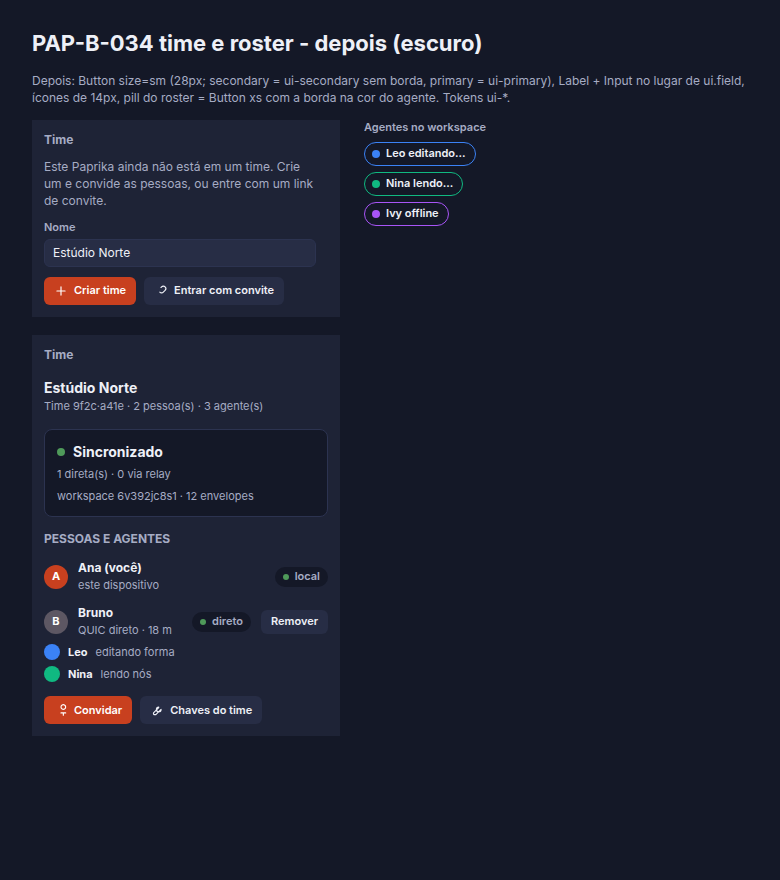 PAP-B-034 time e roster - depois (escuro)
Depois: Button size=sm (28px; secondary = ui-secondary sem borda, primary = ui-primary), Label + Input no lugar de ui.field,
ícones de 14px, pill do roster = Button xs com a borda na cor do agente. Tokens ui-*.
Time
Este Paprika ainda não está em um time. Crie
um e convide as pessoas, ou entre com um link
de convite.
Nome
Estúdio Norte
Criar time
Entrar com convite
Agentes no workspace
Leo editando...
Nina lendo...
Ivy offline
Time
Estúdio Norte
Time 9f2c·a41e · 2 pessoa(s) · 3 agente(s)
Sincronizado
1 direta(s) · 0 via relay
workspace 6v392jc8s1 · 12 envelopes
PESSOAS E AGENTES
A
Ana (você)
este dispositivo
local
B
Bruno
QUIC direto · 18 m
direto
Remover
Leo editando forma
Nina lendo nós
Convidar
Chaves do time